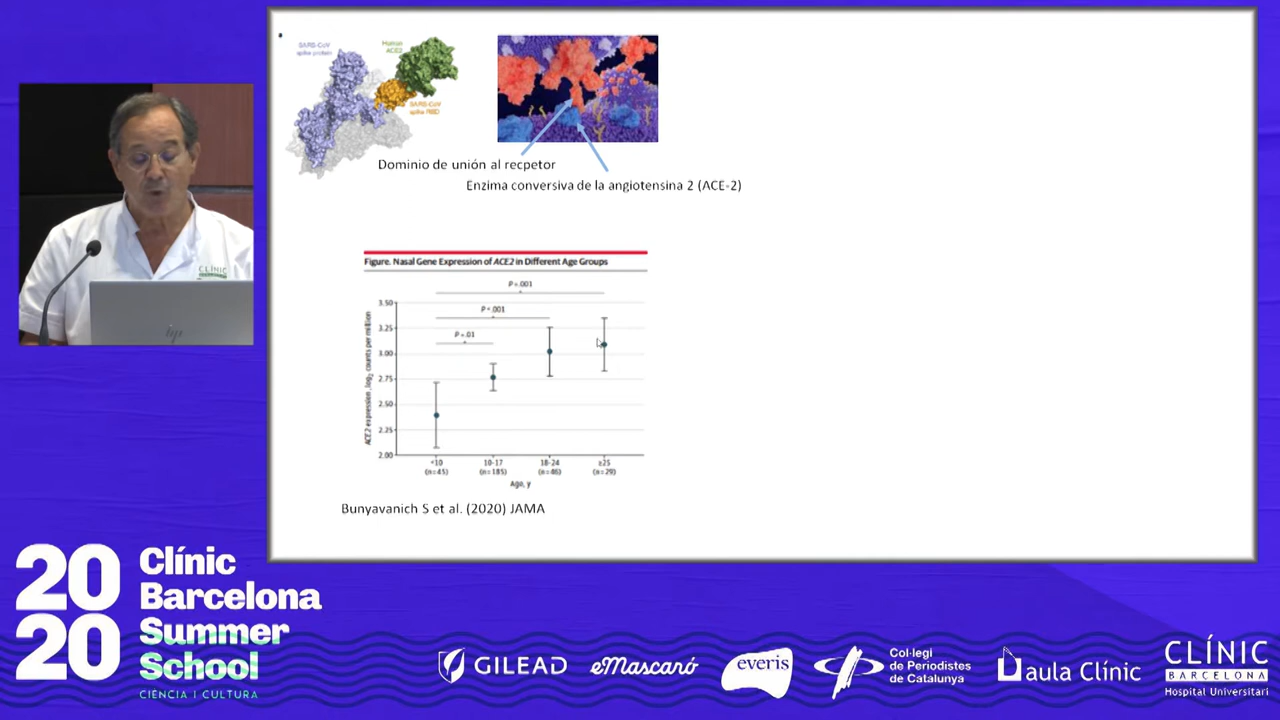 SARS-CoV
spike protein
Human
ACE2
SARS-CoV
spike RBD
Dominio de unión al recpetor
Enzima conversiva de la angiotensina 2 (ACE-2)
Figure. Nasal Gene Expression of ACE2 in Different Age Groups
P=.001
P<.001
P=.01
ACE2 expression, log2 counts per million
3.50
3.25
3.00
2.75
2.50
2.25
2.00
<10
10-17
18-24
≥25
(n=45)
(n=185)
(n=46)
(n=29)
Age, y
Bunyavanich S et al. (2020) JAMA
CLÍNIC
hp
2020
Clínic
Barcelona
Summer
School
CIÈNCIA I CULTURA
GILEAD
eMascaró
everis
Col·legi
de Periodistes
de Catalunya
aula Clínic
CLÍNIC
BARCELONA
Hospital Universitari